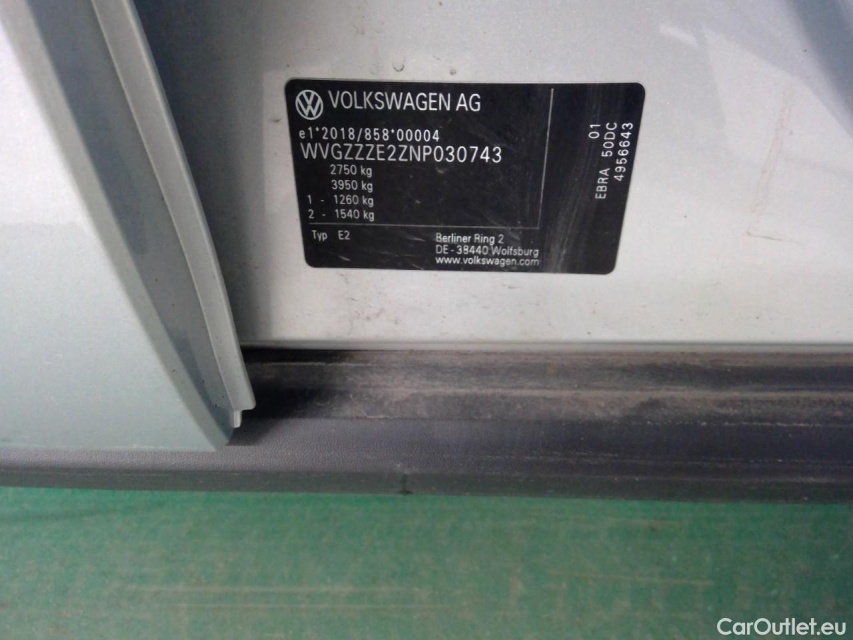 VOLKSWAGEN AG
e1*2018/858*00004
WVGZZZE2ZNP030743
2750 kg
3950 kg
1 - 1260 kg
2 - 1540 kg
Typ E2
Berliner Ring 2
DE - 38440 Wolfsburg
www.volkswagen.com
01
EBRA 50DC
4956643
CarOutlet.eu